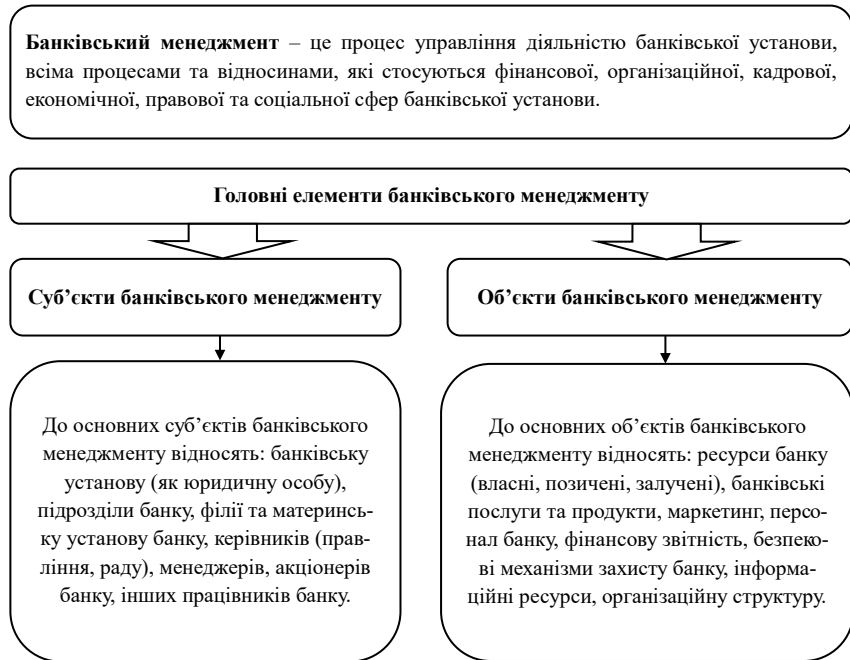 Банківський менеджмент – це процес управління діяльністю банківської установи,
всіма процесами та відносинами, які стосуються фінансової, організаційної, кадрової,
економічної, правової та соціальної сфер банківської установи.
Головні елементи банківського менеджменту
Суб’єкти банківського менеджменту
Об’єкти банківського менеджменту
До основних суб’єктів банківського
менеджменту відносять: банківську
установу (як юридичну особу),
підрозділи банку, філії та материнсь-
ку установу банку, керівників (прав-
ління, раду), менеджерів, акціонерів
банку, інших працівників банку.
До основних об’єктів банківського
менеджменту відносять: ресурси банку
(власні, позичені, залучені), банківські
послуги та продукти, маркетинг, персо-
нал банку, фінансову звітність, безпеко-
ві механізми захисту банку, інформа-
ційні ресурси, організаційну структуру.